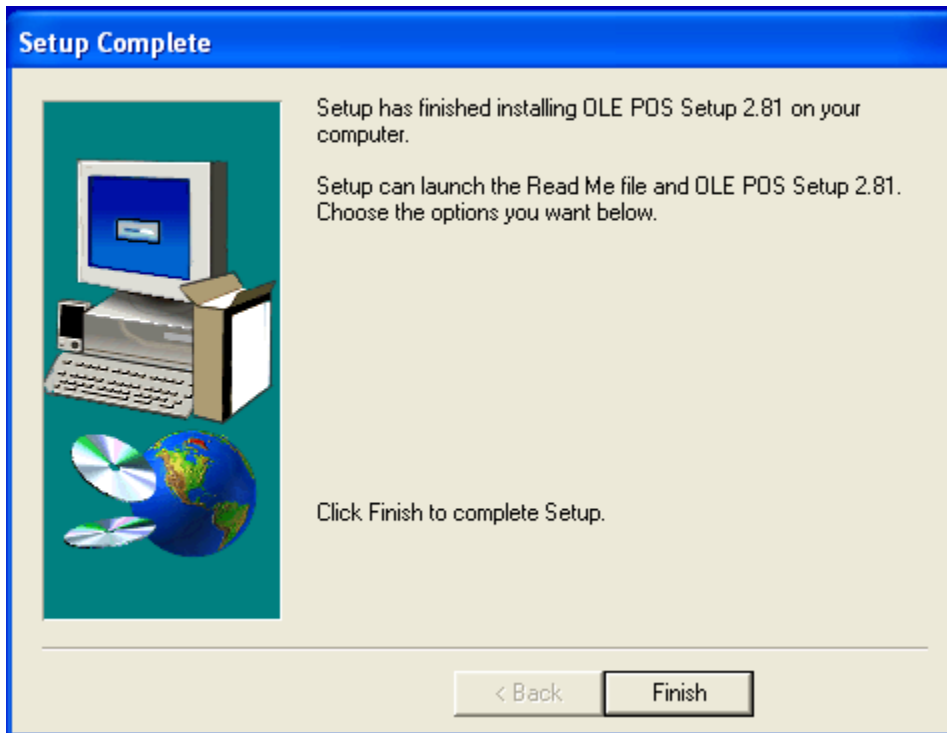 Setup Complete
Setup has finished installing OLE POS Setup 2.81 on your
computer.
Setup can launch the Read Me file and OLE POS Setup 2.81.
Choose the options you want below.
Click Finish to complete Setup.
< Back
Finish